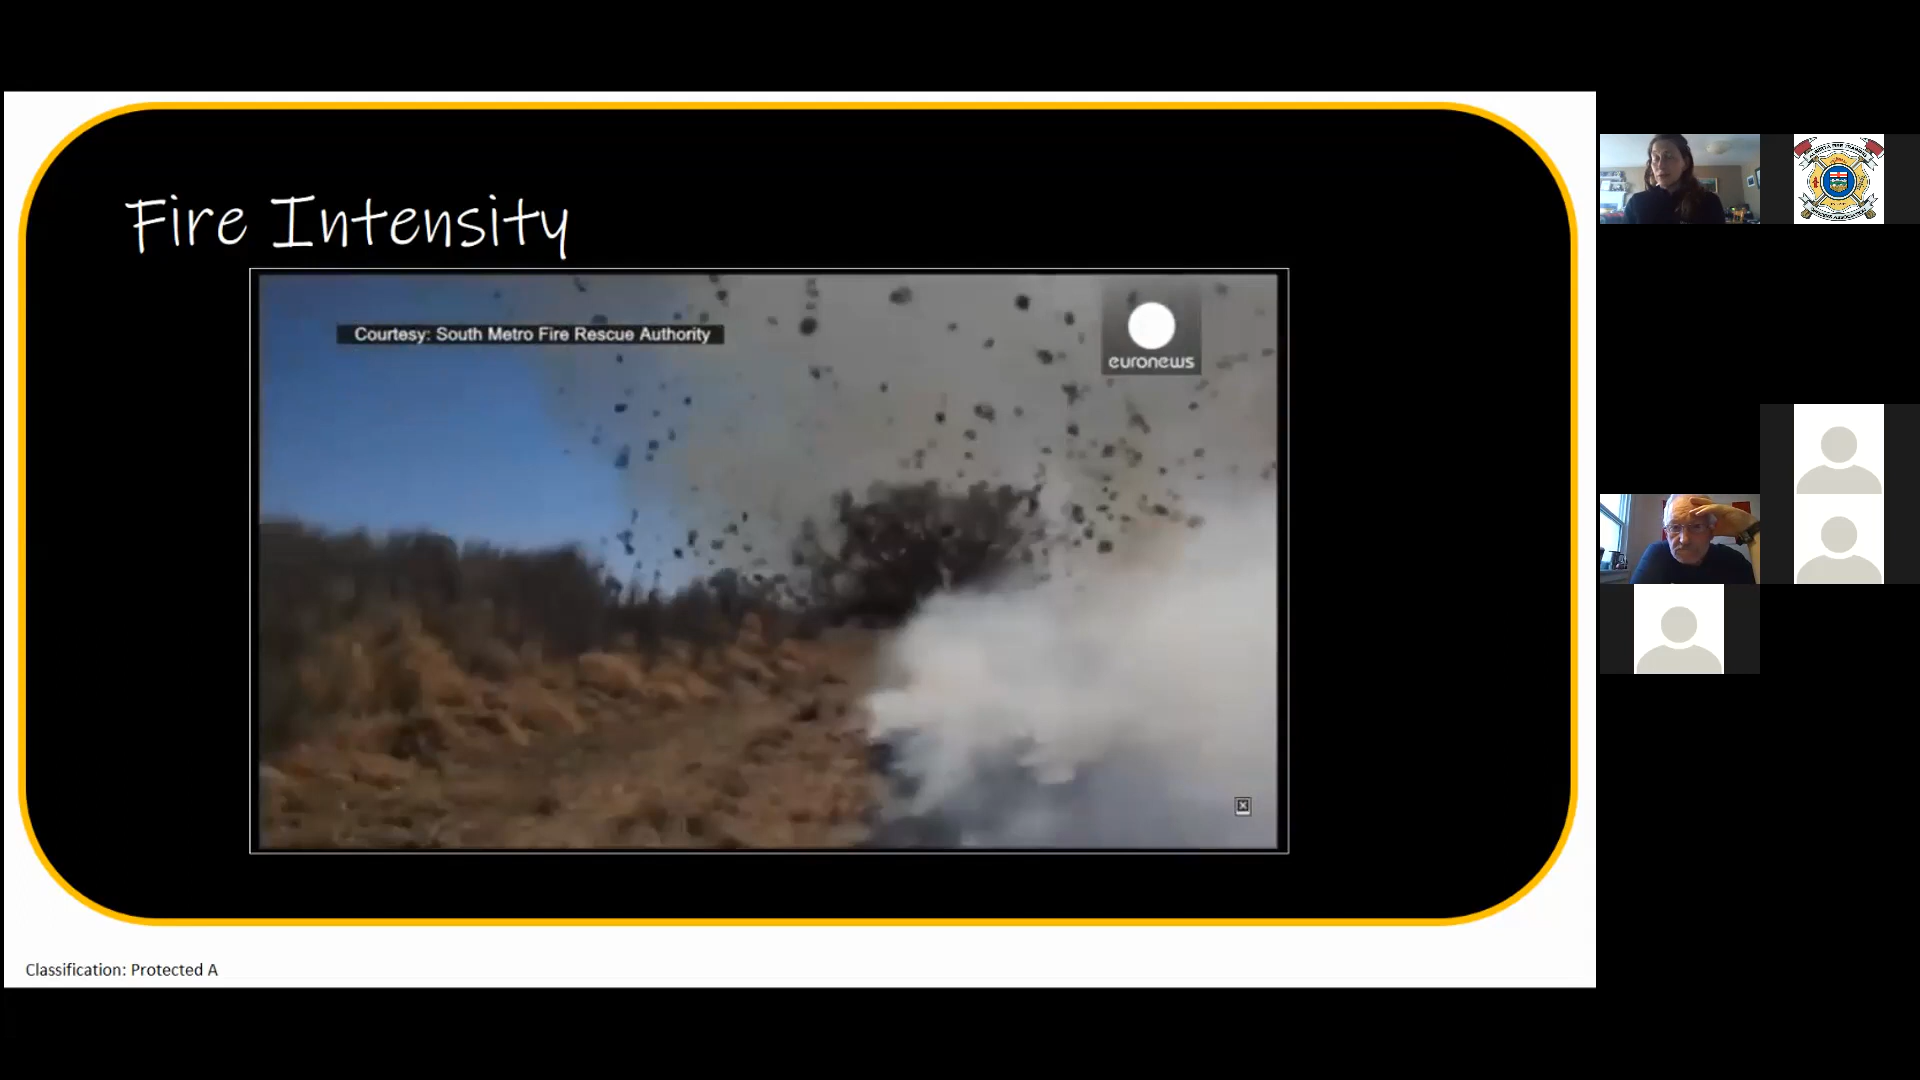 Fire Intensity
Courtesy: South Metro Fire Rescue Authority
euronews
Classification: Protected A